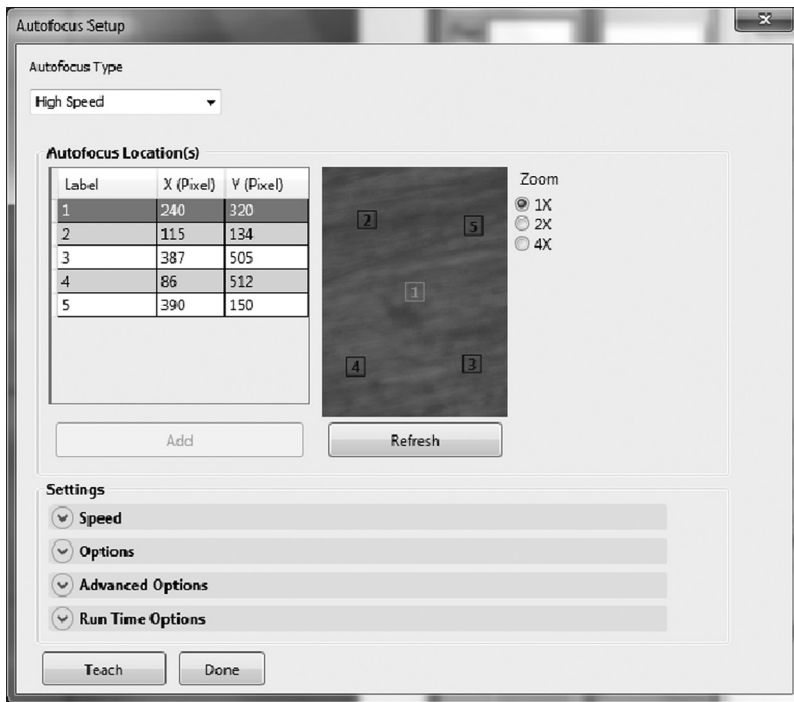 Autofocus Setup
Autofocus Type
High Speed
Autofocus Location(s)
Label X (Pixel) Y (Pixel)
1 240 320
2 115 134
3 387 505
4 86 512
5 390 150
2
5
1
4
3
Zoom
1X
2X
4X
Add
Refresh
Settings
Speed
Options
Advanced Options
Run Time Options
Teach Done